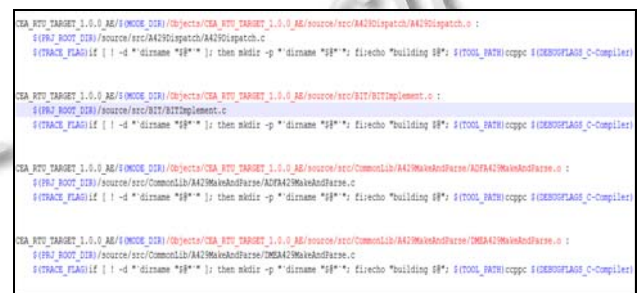 CEA_RTU_TARGET_1.0.0_AE/$(MODE_DIR)/Objects/CEA_RTU_TARGET_1.0.0_AE/source/src/A429Dispatch/A429Dispatch.o :
$(PRJ_ROOT_DIR)/source/src/A429Dispatch/A429Dispatch.c
$(TRACE_FLAG)if [ ! -d "`dirname "$@"`" ]; then mkdir -p "`dirname "$@"`"; fi;echo "building $@"; $(TOOL_PATH)ccppc $(DEBUGFLAGS_C-Compiler)
CEA_RTU_TARGET_1.0.0_AE/$(MODE_DIR)/Objects/CEA_RTU_TARGET_1.0.0_AE/source/src/BIT/BITImplement.o :
$(PRJ_ROOT_DIR)/source/src/BIT/BITImplement.c
$(TRACE_FLAG)if [ ! -d "`dirname "$@"`" ]; then mkdir -p "`dirname "$@"`"; fi;echo "building $@"; $(TOOL_PATH)ccppc $(DEBUGFLAGS_C-Compiler)
CEA_RTU_TARGET_1.0.0_AE/$(MODE_DIR)/Objects/CEA_RTU_TARGET_1.0.0_AE/source/src/CommonLib/A429MakeAndParse/ADFA429MakeAndParse.o :
$(PRJ_ROOT_DIR)/source/src/CommonLib/A429MakeAndParse/ADFA429MakeAndParse.c
$(TRACE_FLAG)if [ ! -d "`dirname "$@"`" ]; then mkdir -p "`dirname "$@"`"; fi;echo "building $@"; $(TOOL_PATH)ccppc $(DEBUGFLAGS_C-Compiler)
CEA_RTU_TARGET_1.0.0_AE/$(MODE_DIR)/Objects/CEA_RTU_TARGET_1.0.0_AE/source/src/CommonLib/A429MakeAndParse/DMEA429MakeAndParse.o :
$(PRJ_ROOT_DIR)/source/src/CommonLib/A429MakeAndParse/DMEA429MakeAndParse.c
$(TRACE_FLAG)if [ ! -d "`dirname "$@"`" ]; then mkdir -p "`dirname "$@"`"; fi;echo "building $@"; $(TOOL_PATH)ccppc $(DEBUGFLAGS_C-Compiler)